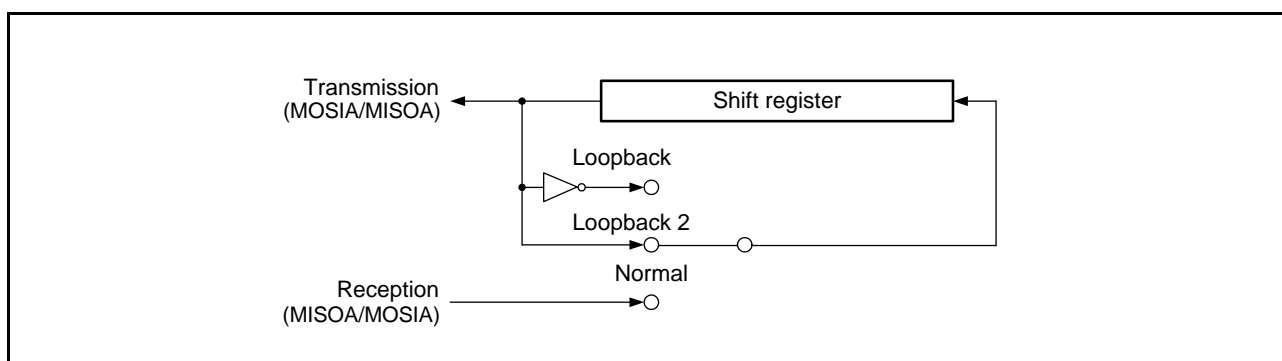 Transmission
(MOSIA/MISOA)
Shift register
Loopback
Loopback 2
Normal
Reception
(MISOA/MOSIA)